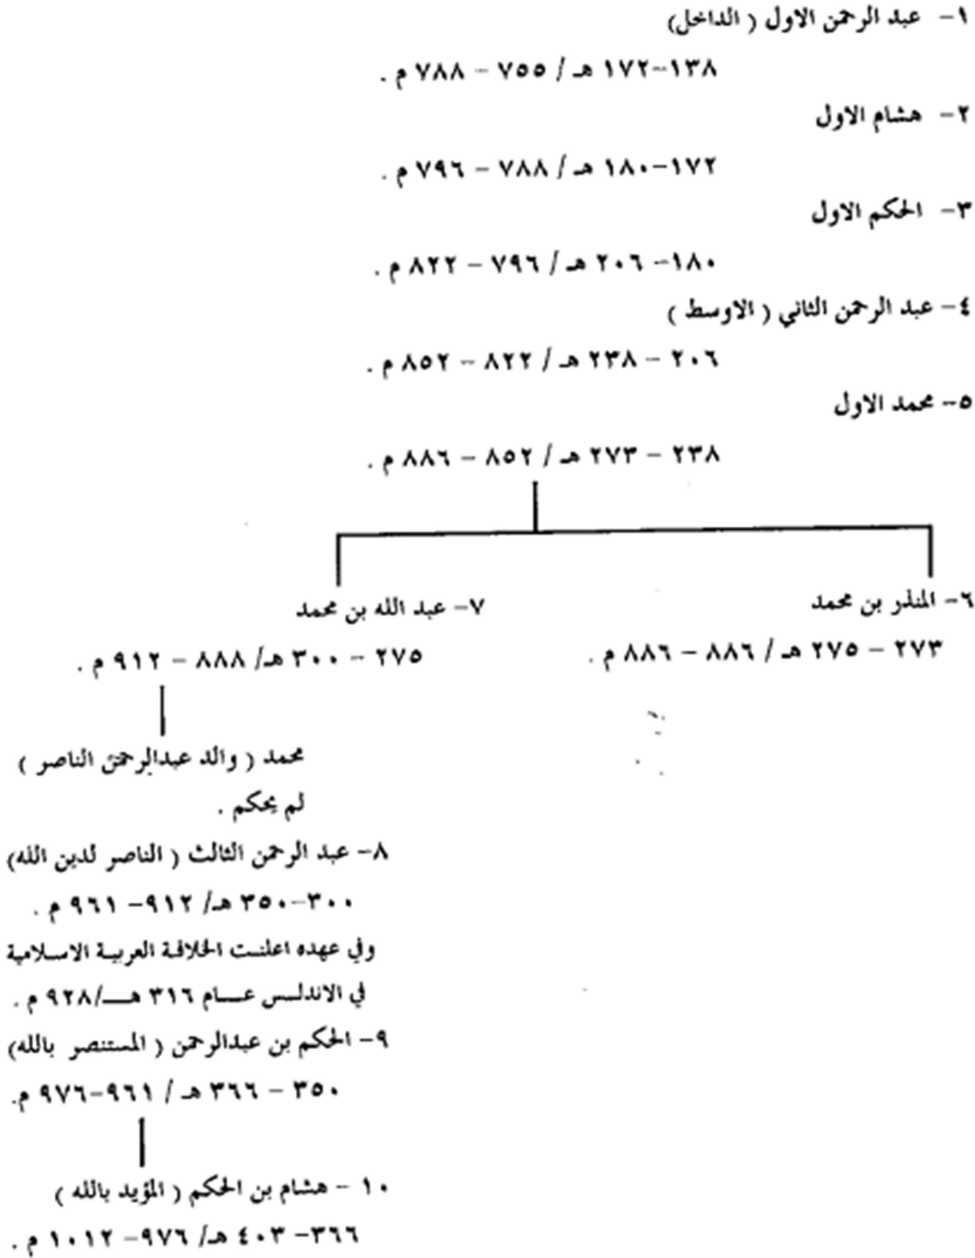 ١- عبد الرحمن الاول ( الداخل )
١٣٨-١٧٢ هـ / ٧٥٥ - ٧٨٨ م .
٢- هشام الاول
١٧٢-١٨٠ هـ / ٧٨٨ - ٧٩٦ م .
٣- الحكم الاول
١٨٠- ٢٠٦ هـ / ٧٩٦ - ٨٢٢ م .
٤- عبد الرحمن الثاني ( الاوسط )
٢٠٦ - ٢٣٨ هـ / ٨٢٢ - ٨٥٢ م .
٥- محمد الاول
٢٣٨ - ٢٧٣ هـ / ٨٥٢ - ٨٨٦ م .
٦- المنذر بن محمد
٢٧٣ - ٢٧٥ هـ / ٨٨٦ - ٨٨٦ م .
٧- عبد الله بن محمد
٢٧٥ - ٣٠٠ هـ/ ٨٨٨ - ٩١٢ م .
محمد ( والد عبدالرحمن الناصر )
لم يحكم .
٨- عبد الرحمن الثالث ( الناصر لدين الله)
٣٠٠-٣٥٠ هـ/ ٩١٢- ٩٦١ م .
وفي عهده اعلنت الخلافة العربية الاسلامية
في الاندلس عام ٣١٦ هـ/٩٢٨ م .
٩- الحكم بن عبدالرحمن ( المستنصر بالله)
٣٥٠ - ٣٦٦ هـ / ٩٦١-٩٧٦ م.
١٠ - هشام بن الحكم ( المؤيد بالله )
٣٦٦- ٤٠٣ هـ/ ٩٧٦- ١٠١٢ م .